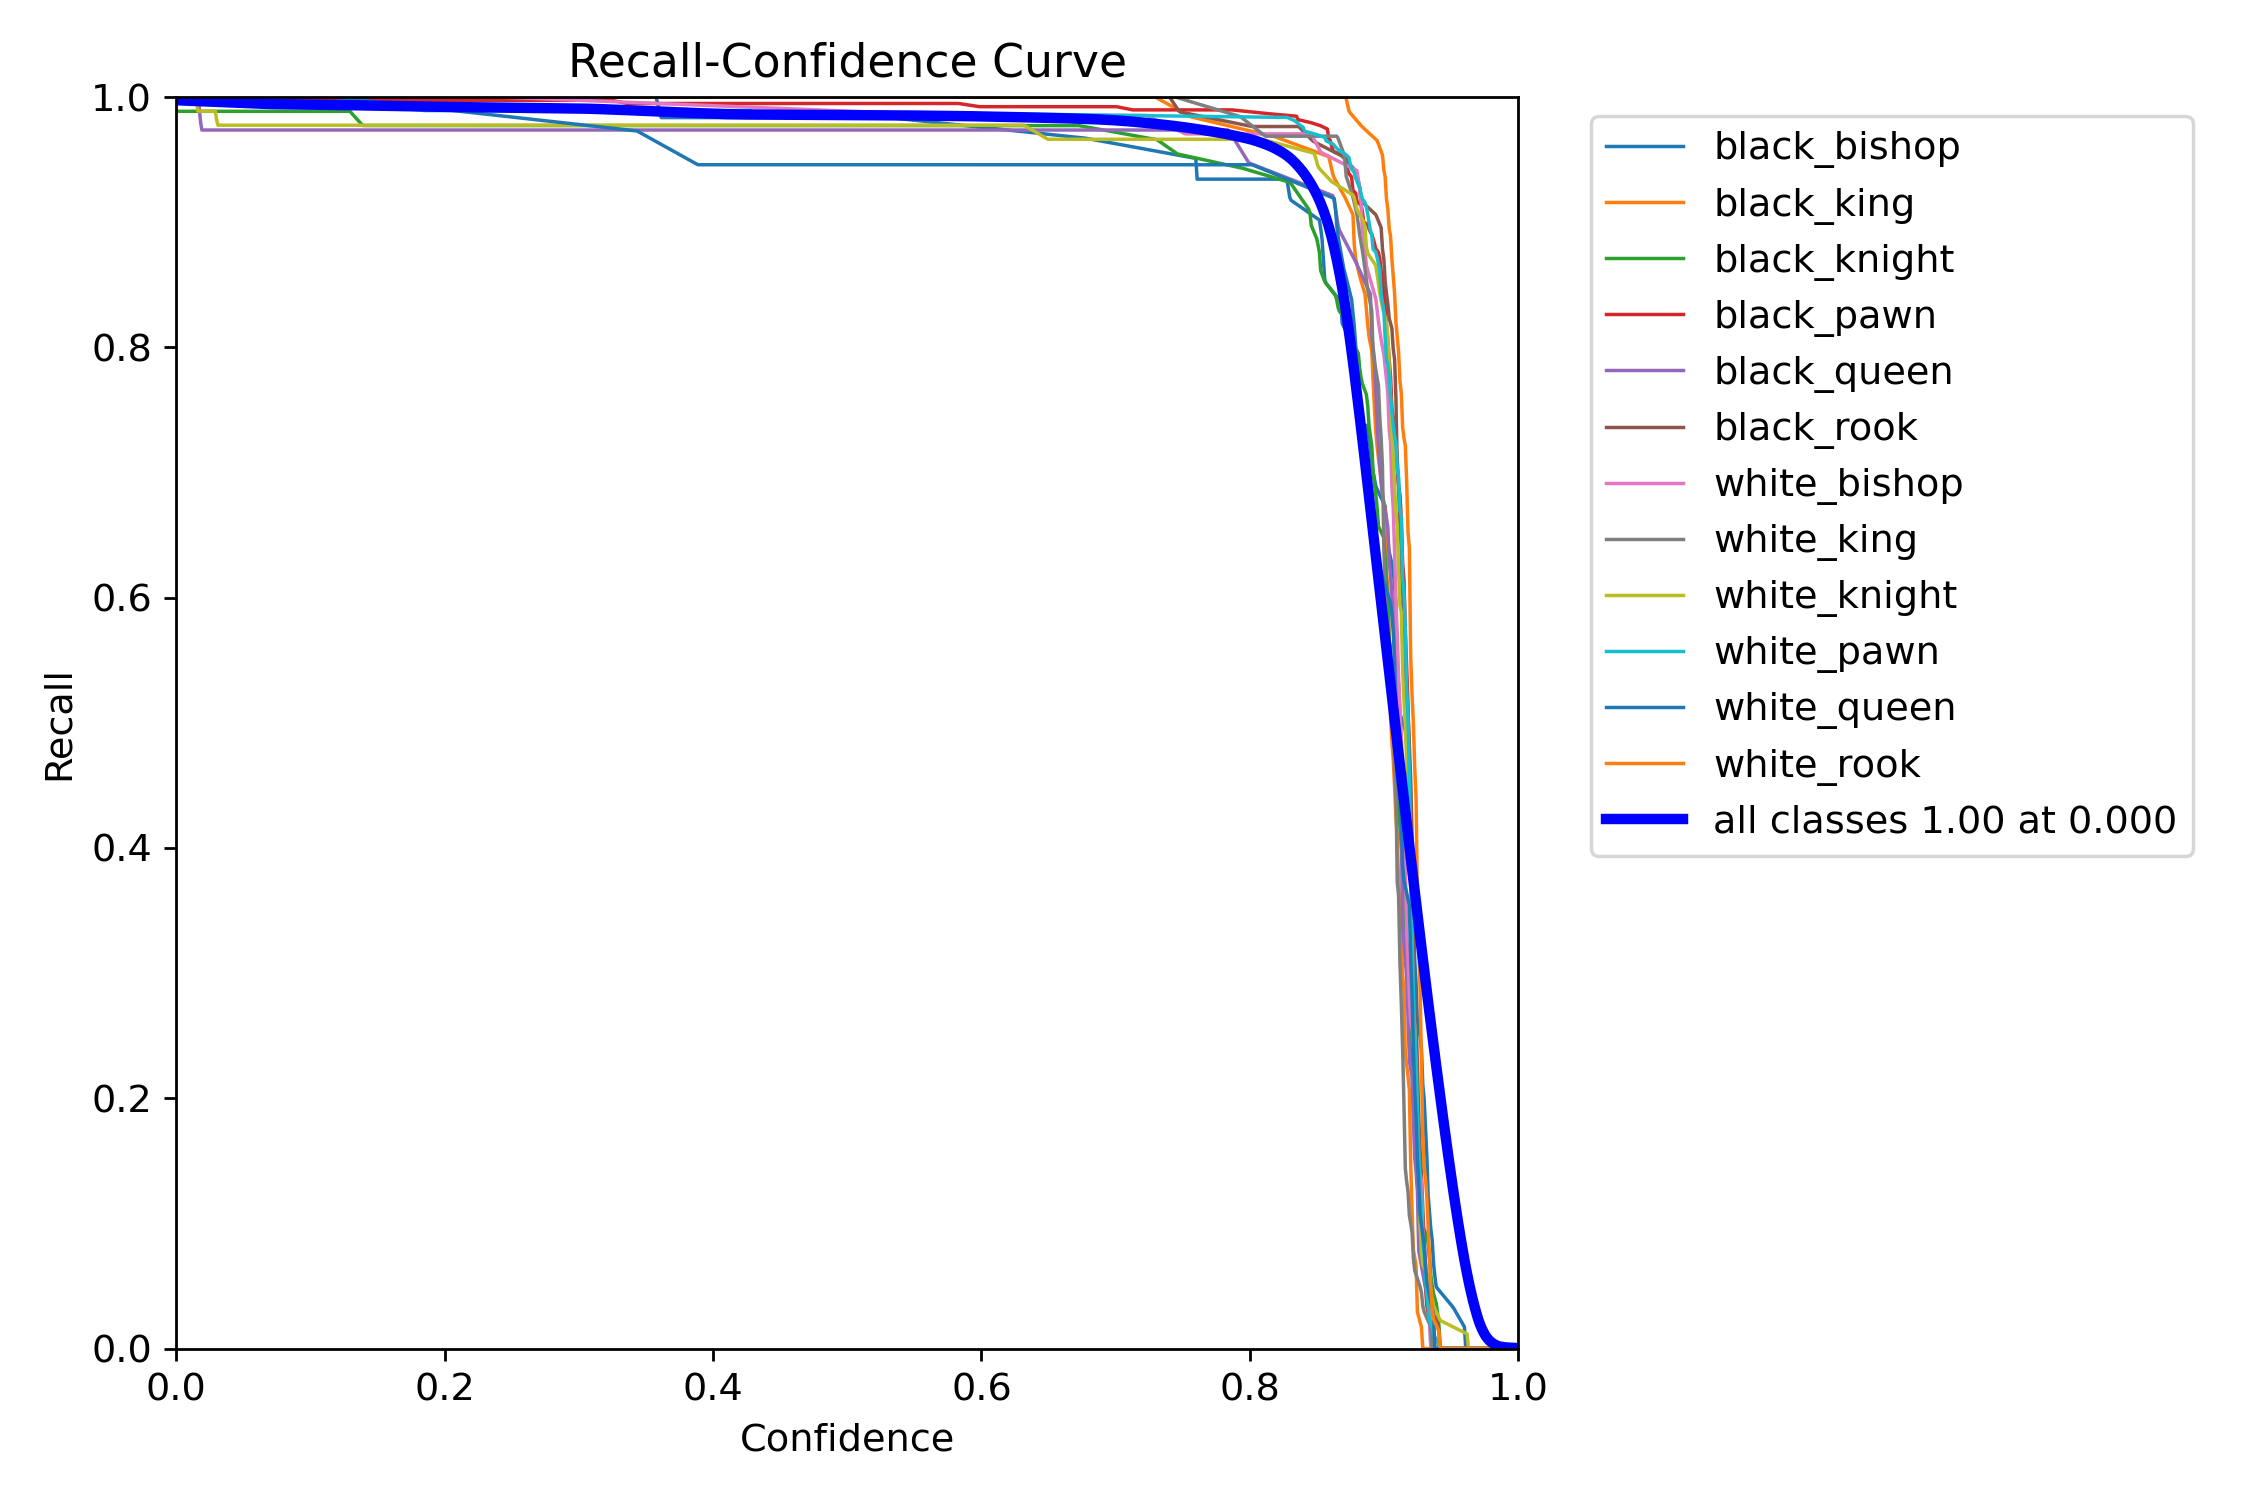 Recall-Confidence Curve
1.0
0.8
0.6
0.4
0.2
0.0
Recall
0.0 0.2 0.4 0.6 0.8 1.0
Confidence
black_bishop
black_king
black_knight
black_pawn
black_queen
black_rook
white_bishop
white_king
white_knight
white_pawn
white_queen
white_rook
all classes 1.00 at 0.000